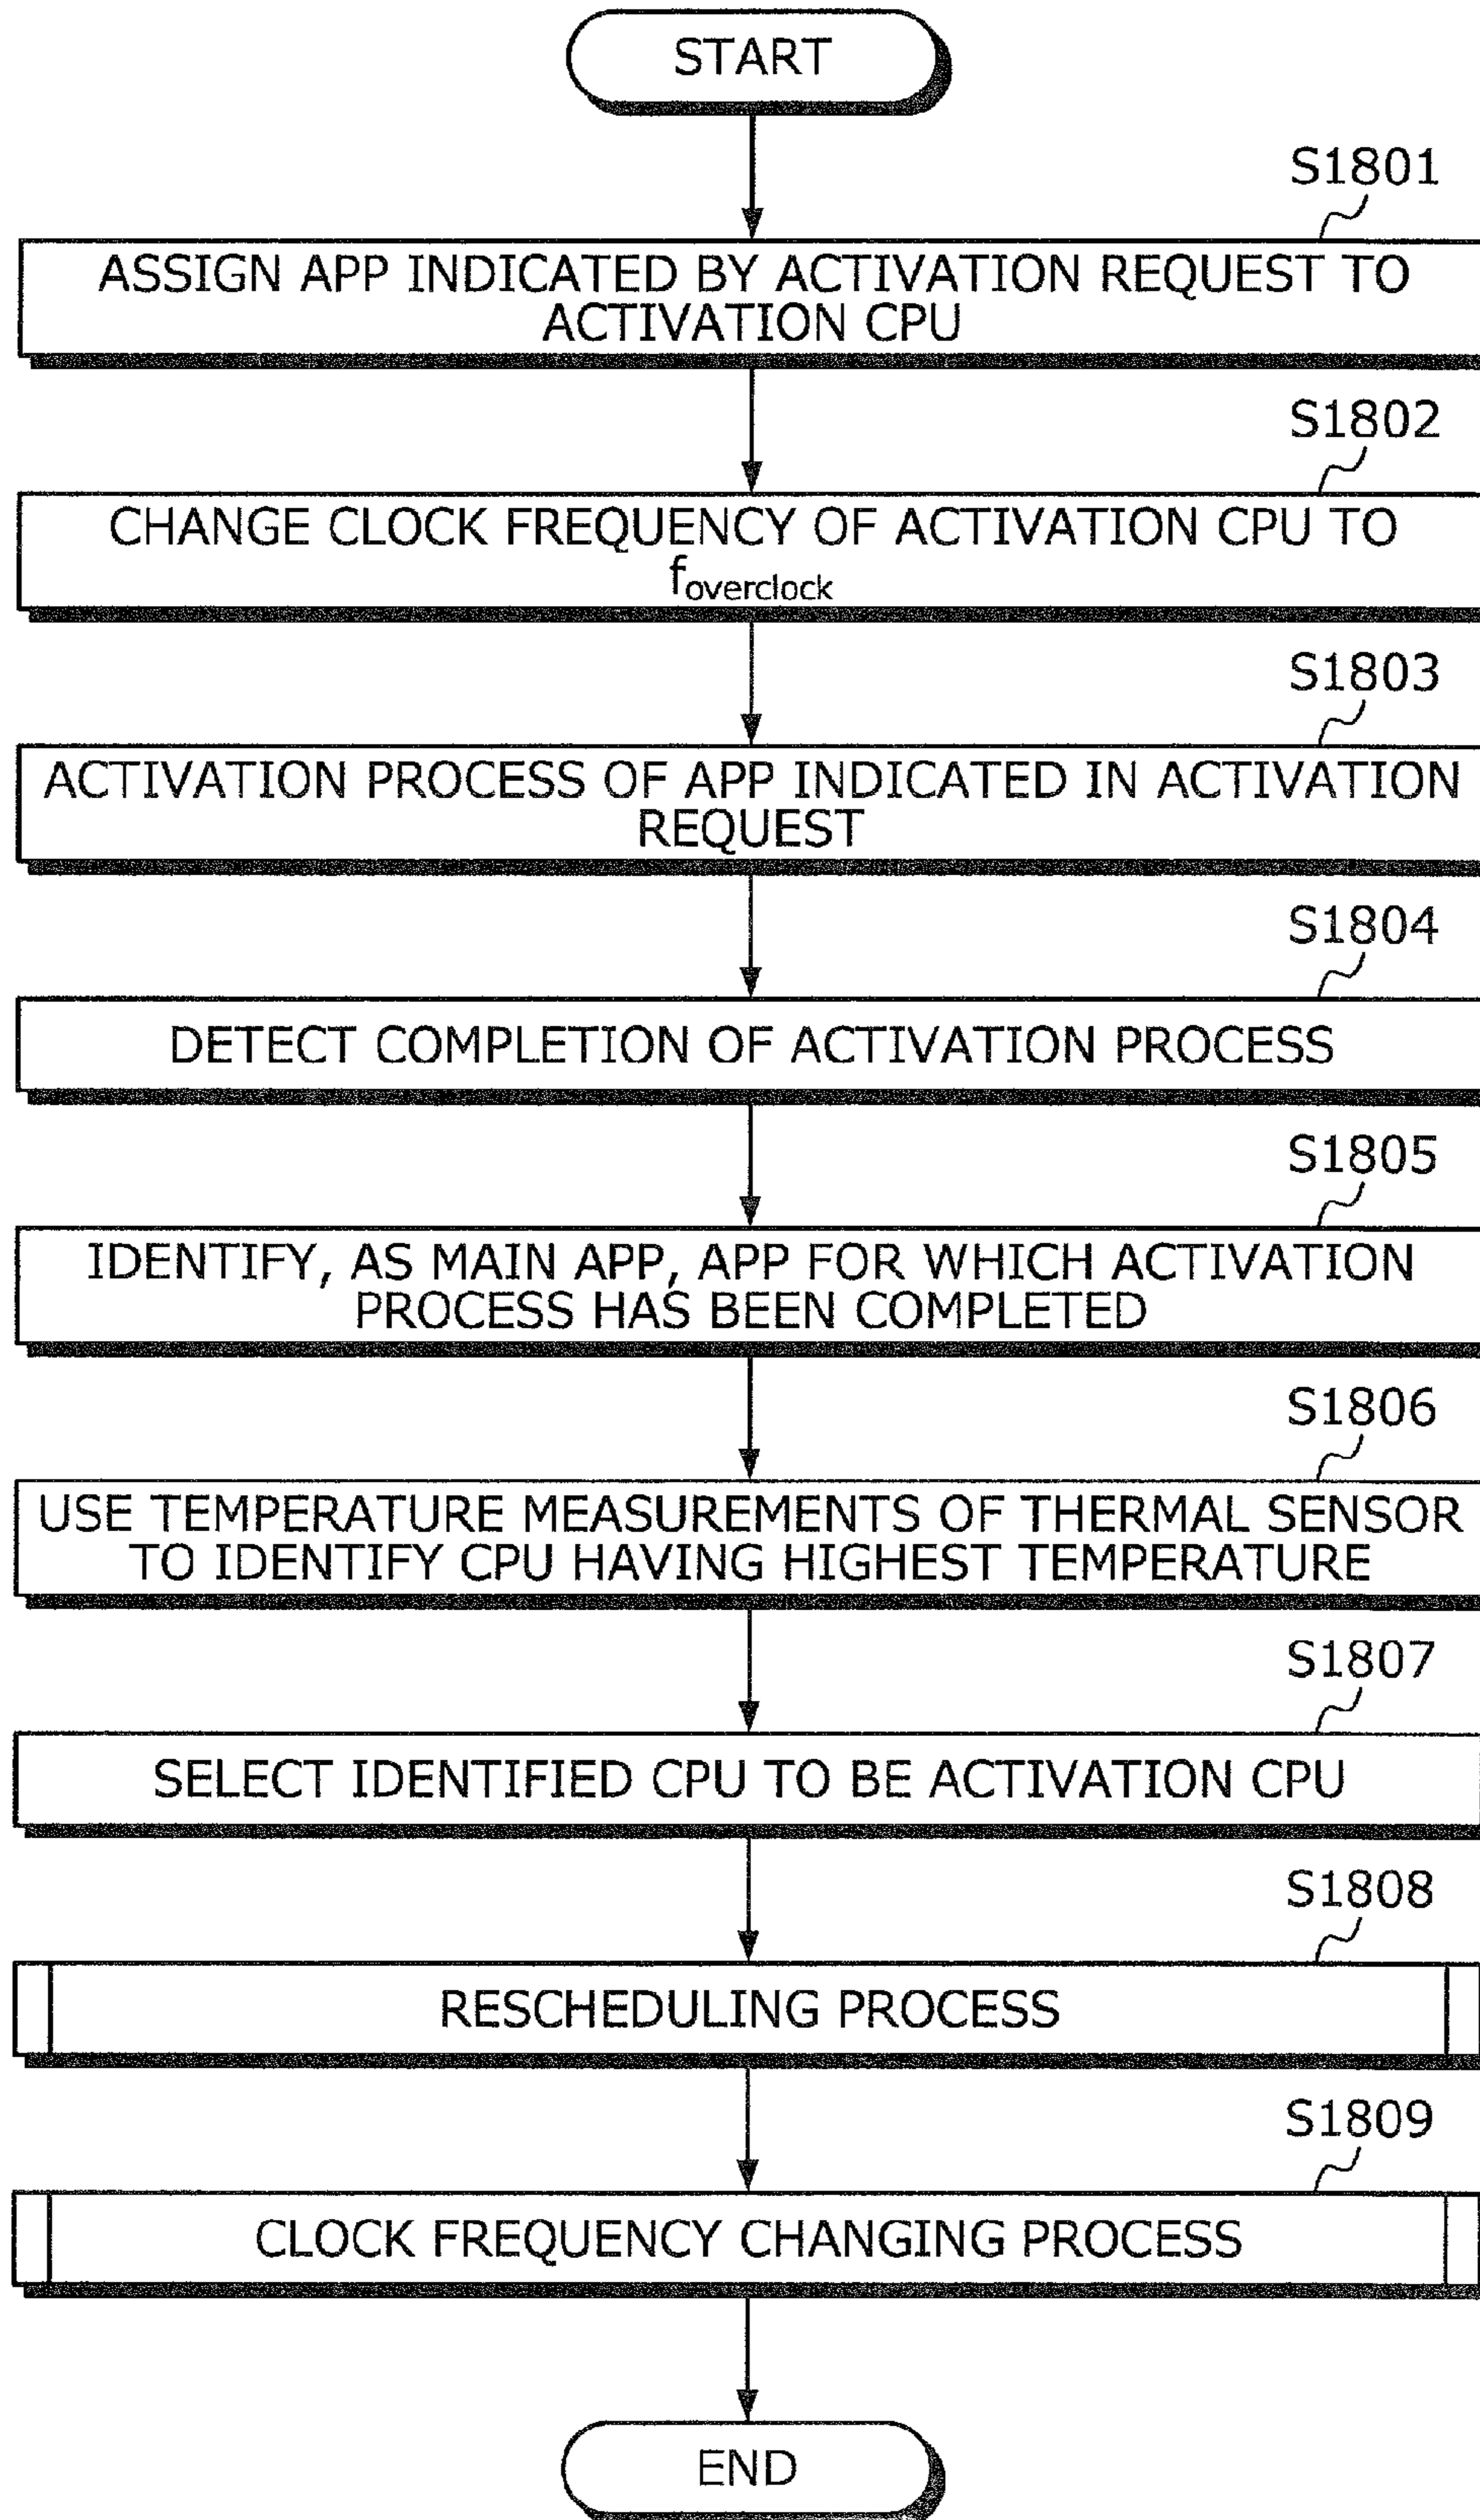 START
S1801
ASSIGN APP INDICATED BY ACTIVATION REQUEST TO
ACTIVATION CPU
S1802
CHANGE CLOCK FREQUENCY OF ACTIVATION CPU TO
foverclock
S1803
ACTIVATION PROCESS OF APP INDICATED IN ACTIVATION
REQUEST
S1804
DETECT COMPLETION OF ACTIVATION PROCESS
S1805
IDENTIFY, AS MAIN APP, APP FOR WHICH ACTIVATION
PROCESS HAS BEEN COMPLETED
S1806
USE TEMPERATURE MEASUREMENTS OF THERMAL SENSOR
TO IDENTIFY CPU HAVING HIGHEST TEMPERATURE
S1807
SELECT IDENTIFIED CPU TO BE ACTIVATION CPU
S1808
RESCHEDULING PROCESS
S1809
CLOCK FREQUENCY CHANGING PROCESS
END